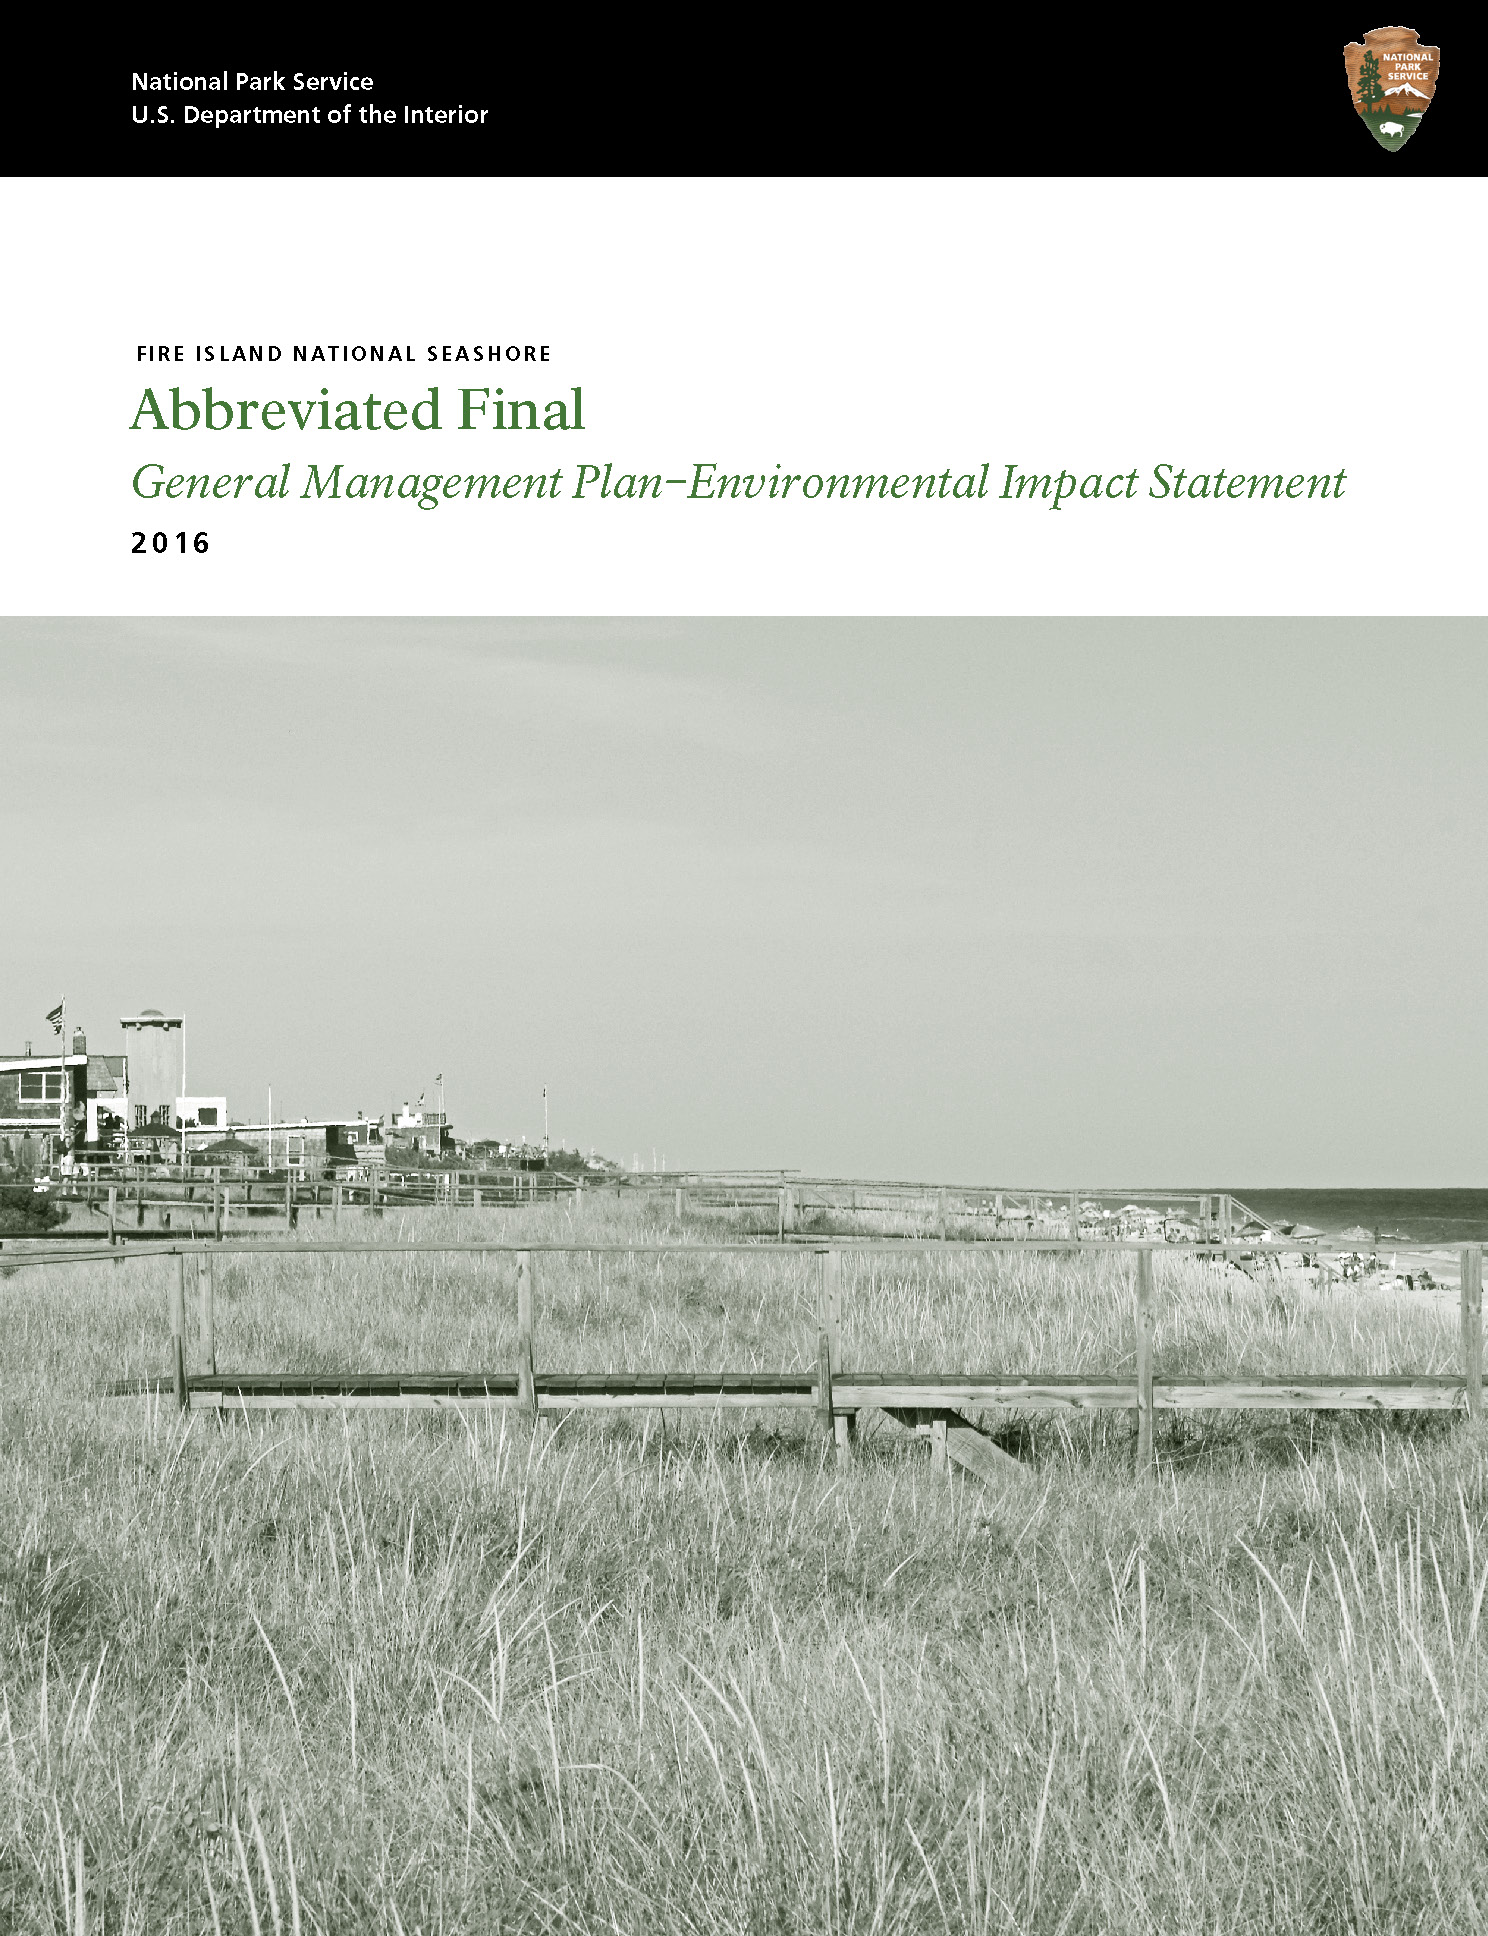 National Park Service
U.S. Department of the Interior
NATIONAL
PARK
SERVICE
FIRE ISLAND NATIONAL SEASHORE
Abbreviated Final
General Management Plan–Environmental Impact Statement
2016